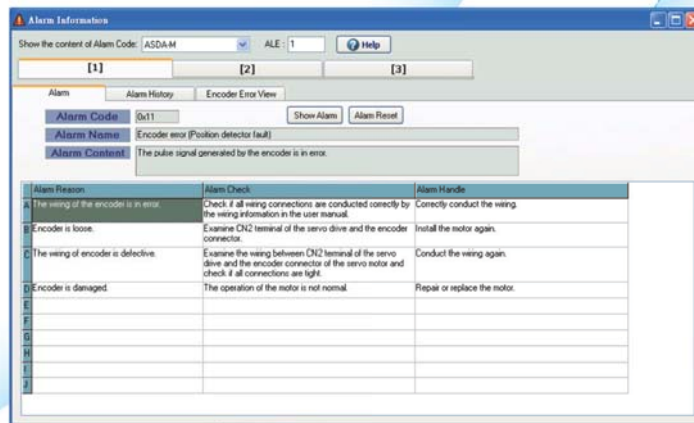 Alarm Information
Show the content of Alarm Code: ASDA-M ALE : 1 Help
[1] [2] [3]
Alarm Alarm History Encoder Error View
Alarm Code 0x11 Show Alarm Alarm Reset
Alarm Name Encoder error (Position detector fault)
Alarm Content The pulse signal generated by the encoder is in error.
Alarm Reason Alarm Check Alarm Handle
A The wiring of the encoder is in error. Check if all wiring connections are conducted correctly by Correctly conduct the wiring.
the wiring information in the user manual.
B Encoder is loose. Examine CN2 terminal of the servo drive and the encoder Install the motor again.
connector.
C The wiring of encoder is defective. Examine the wiring between CN2 terminal of the servo Conduct the wiring again.
drive and the encoder connector of the servo motor and
check if all connections are tight.
D Encoder is damaged. The operation of the motor is not normal. Repair or replace the motor.
E
F
G
H
I
J